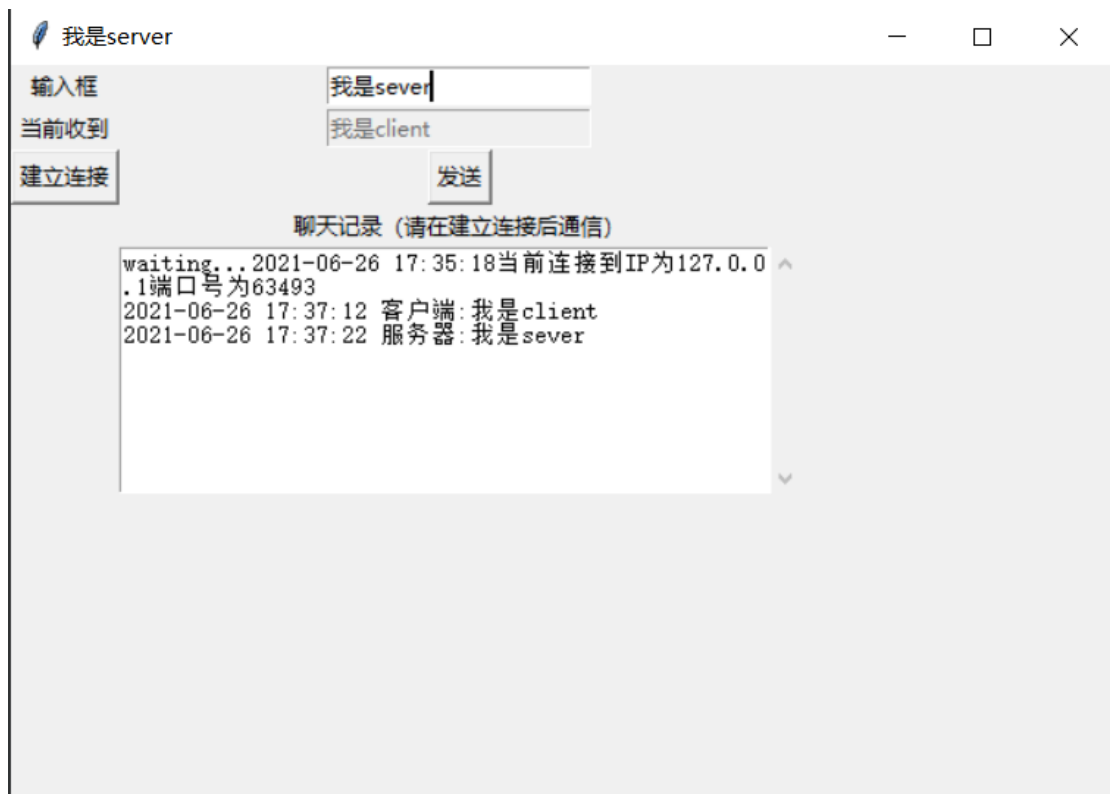 我是server
输入框 我是sever
当前收到 我是client
建立连接 发送
聊天记录（请在建立连接后通信）
waiting...2021-06-26 17:35:18当前连接到IP为127.0.0
.1端口号为63493
2021-06-26 17:37:12 客户端:我是client
2021-06-26 17:37:22 服务器:我是sever